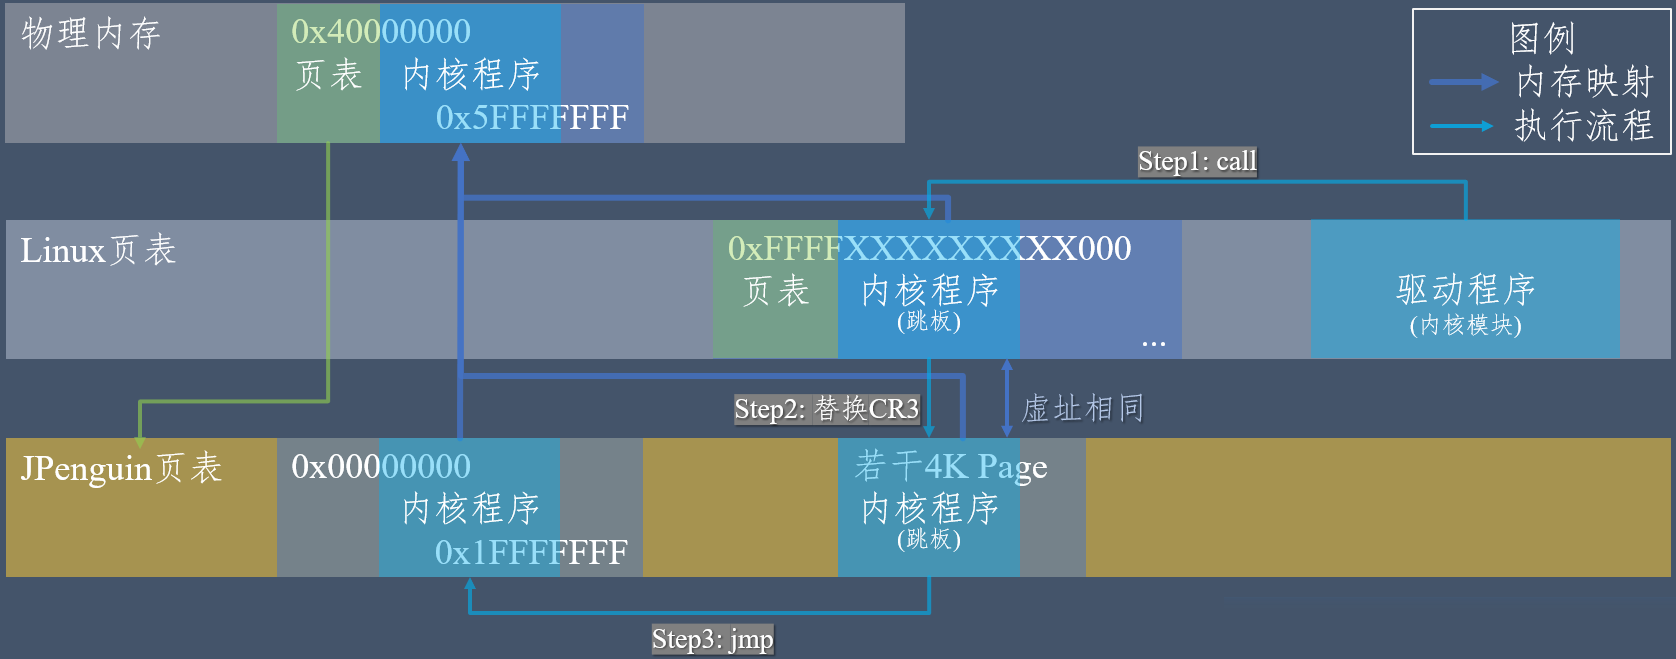 物理内存
0x40000000
页表
内核程序
0x5FFFFFFF
图例
内存映射
执行流程
Step1: call
Linux页表
0xFFFFXXXXXXXXX000
页表
内核程序
(跳板)
...
驱动程序
(内核模块)
Step2: 替换CR3
虚址相同
JPenguin页表
0x00000000
内核程序
0x1FFFFFFF
若干4K Page
内核程序
(跳板)
Step3: jmp